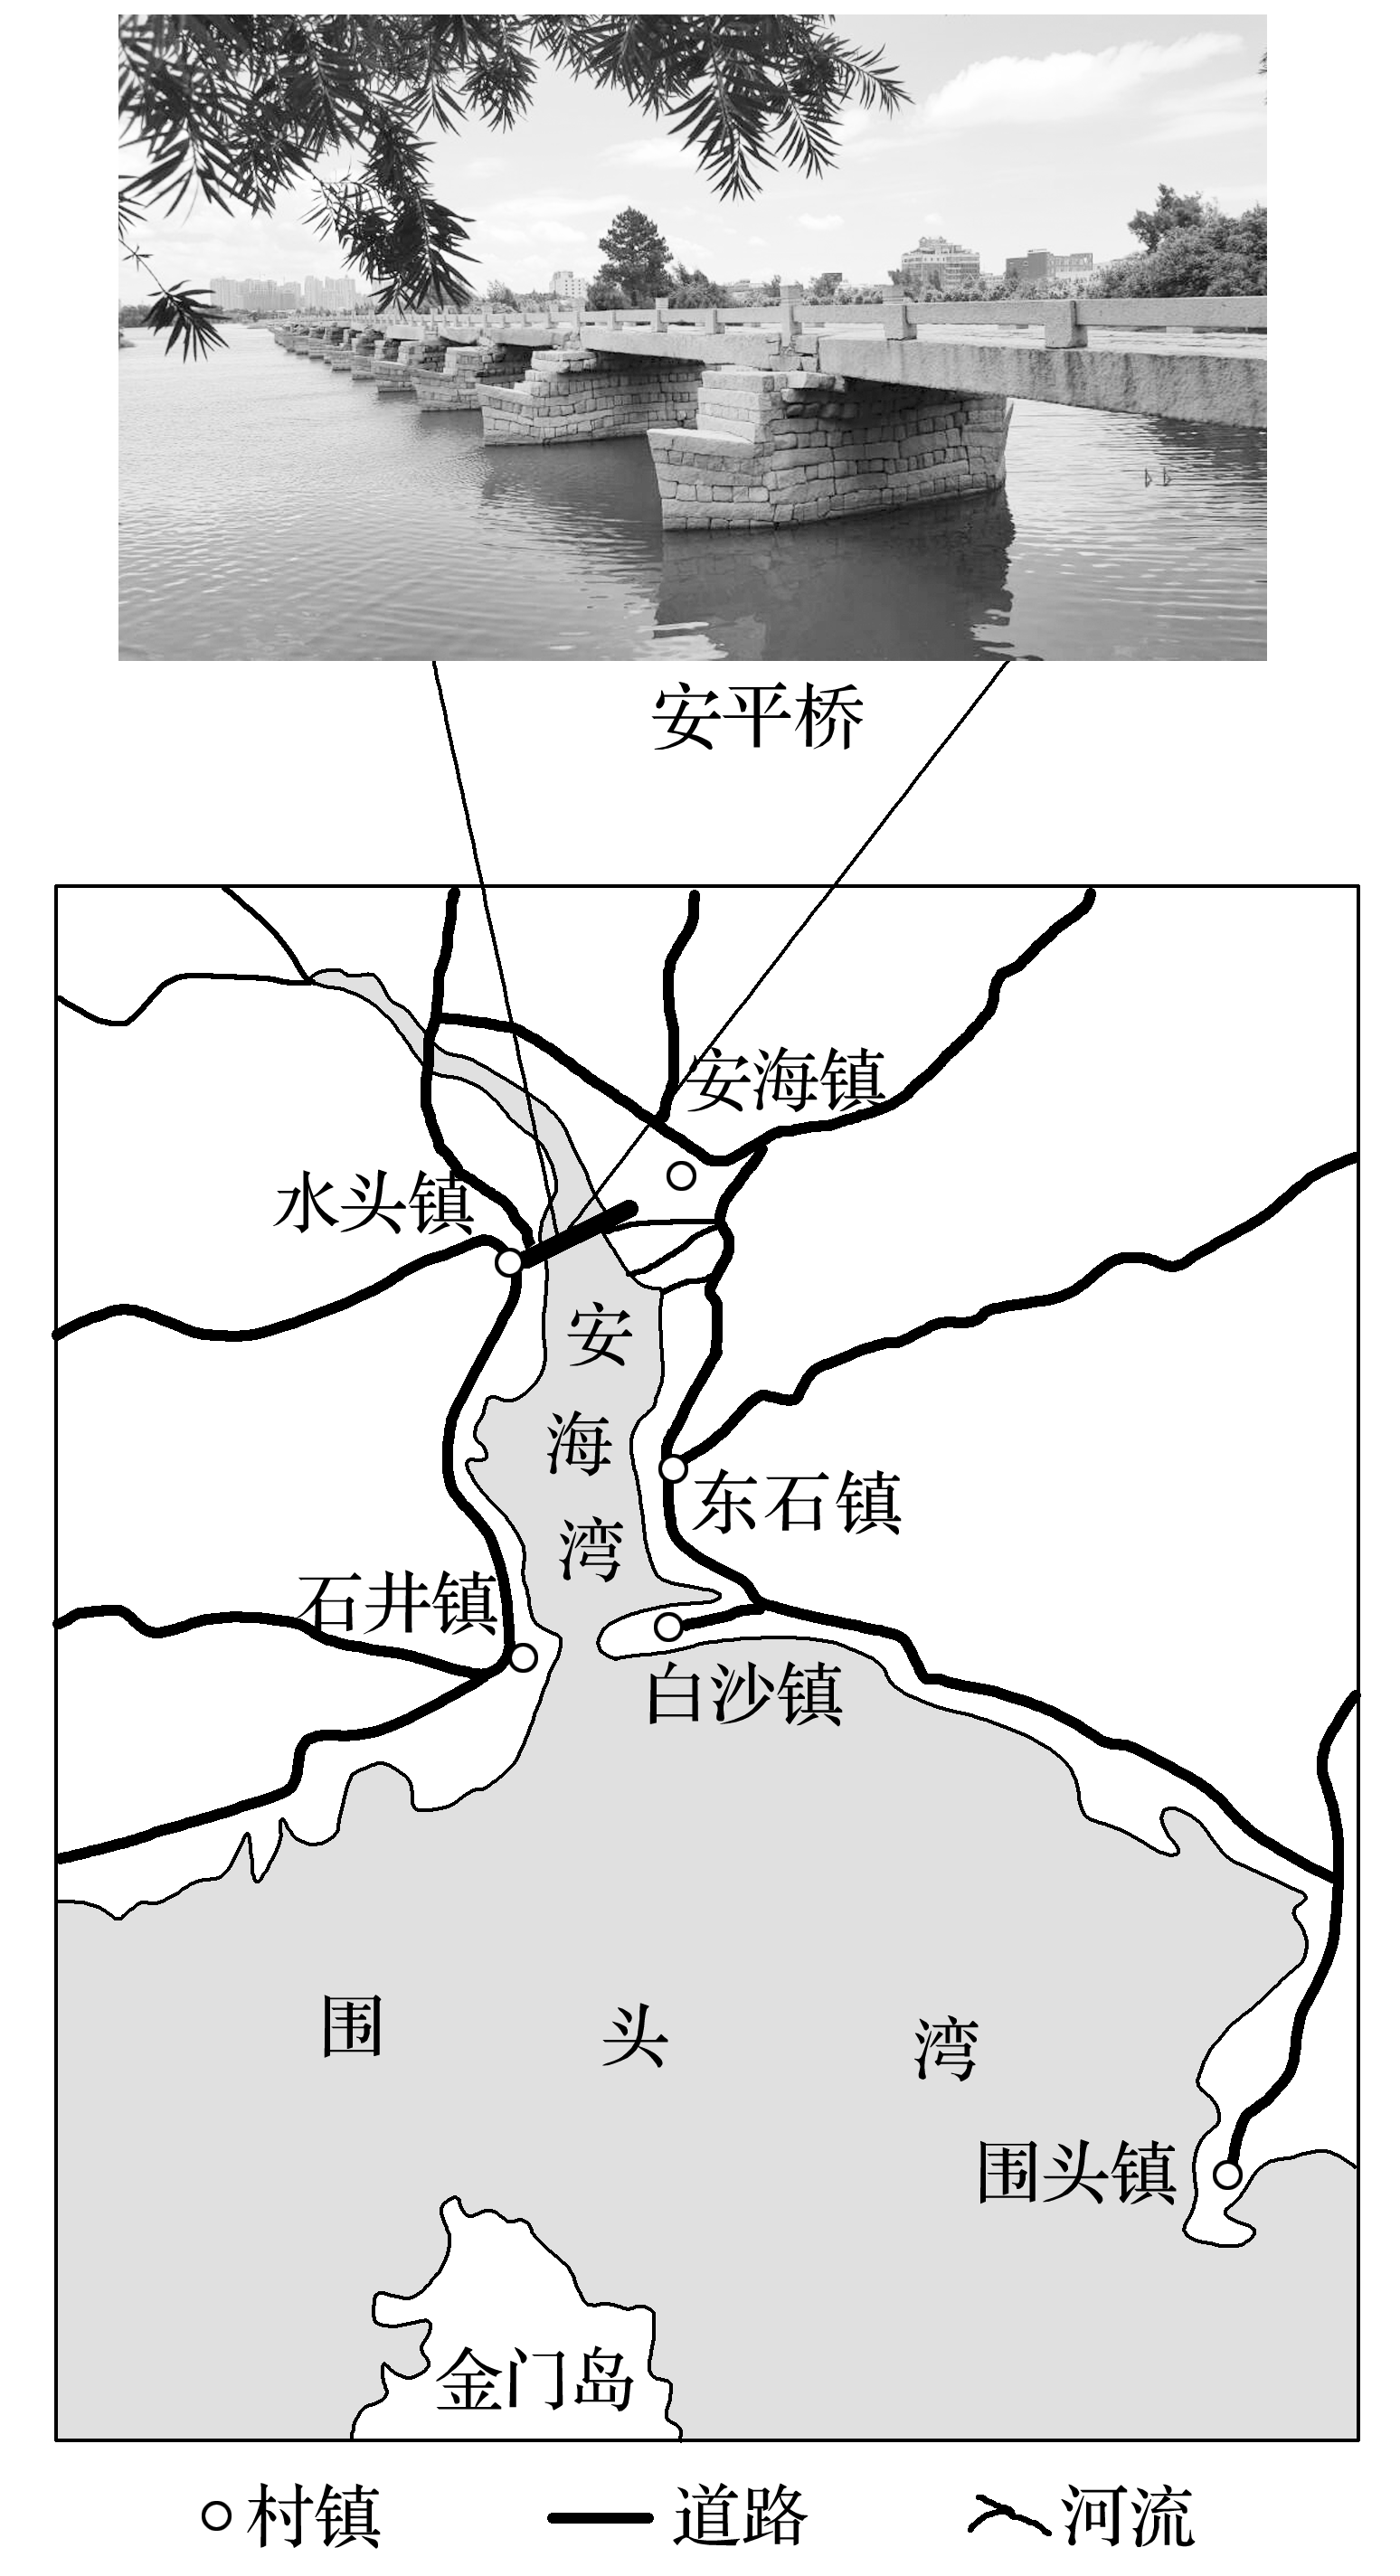 安平桥
安海镇
水头镇
安
海
湾
东石镇
石井镇
白沙镇
围 头 湾
围头镇
金门岛
村镇 道路 河流